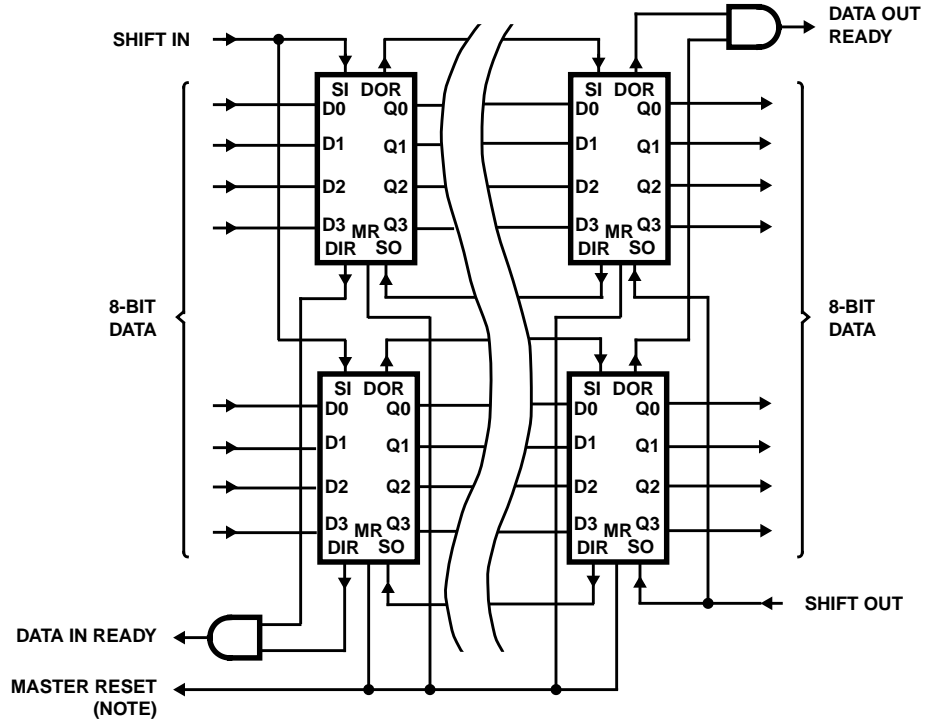 DATA OUT
READY
SHIFT IN
SI DOR
D0 Q0
D1 Q1
D2 Q2
D3 MR Q3
DIR SO
SI DOR
D0 Q0
D1 Q1
D2 Q2
D3 MR Q3
DIR SO
8-BIT
DATA
8-BIT
DATA
SI DOR
D0 Q0
D1 Q1
D2 Q2
D3 MR Q3
DIR SO
SI DOR
D0 Q0
D1 Q1
D2 Q2
D3 MR Q3
DIR SO
SHIFT OUT
DATA IN READY
MASTER RESET
(NOTE)